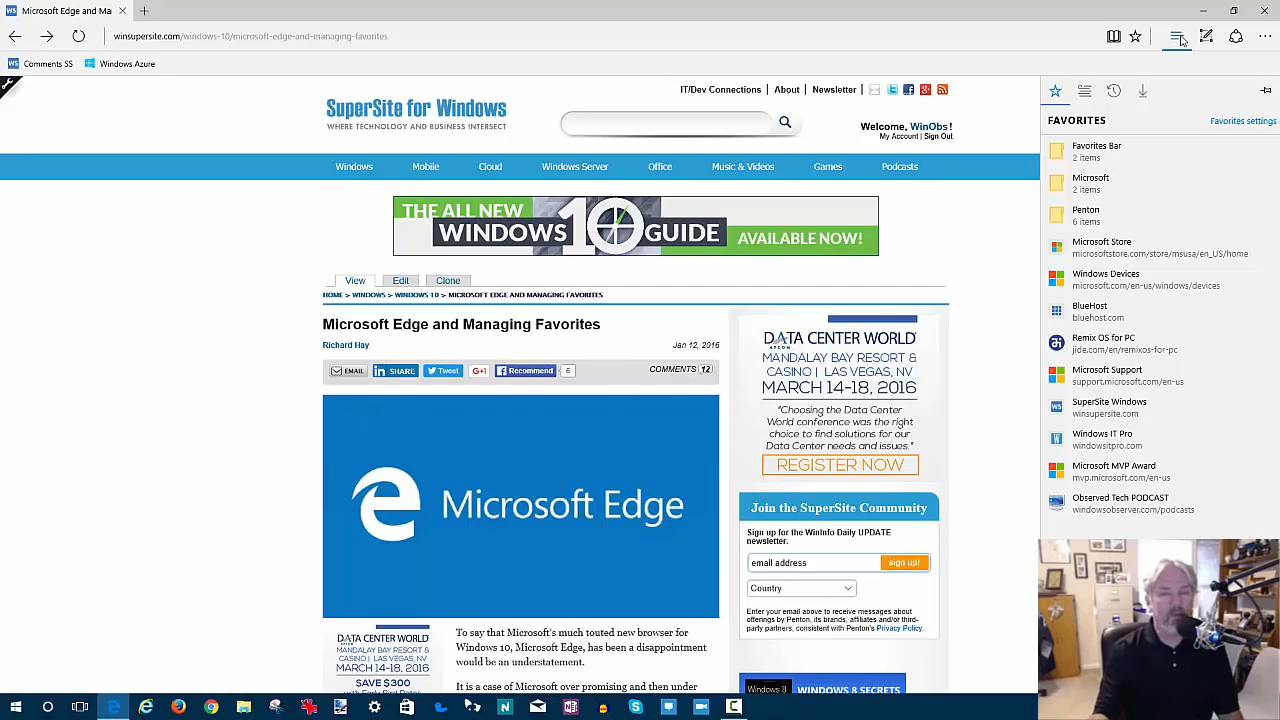 WS Microsoft Edge and Ma
winsupersite.com/windows-10/microsoft-edge-and-managing-favorites
WS Comments SS
Windows Azure
IT/Dev Connections | About | Newsletter |
SuperSite for Windows
WHERE TECHNOLOGY AND BUSINESS INTERSECT
Welcome, WinObs!
My Account | Sign Out
Windows Mobile Cloud Windows Server Office Music & Videos Games Podcasts
THE ALL NEW
WINDOWS 10 GUIDE
AVAILABLE NOW!
View Edit Clone
HOME > WINDOWS > WINDOWS 10 > MICROSOFT EDGE AND MANAGING FAVORITES
Microsoft Edge and Managing Favorites
Richard Hay
Jan 12, 2016
EMAIL in SHARE Tweet g+1 f Recommend 6
COMMENTS 12
Microsoft Edge
DATA CENTER WORLD
MANDALAY BAY RESORT &
CASINO | LAS VEGAS, NV
MARCH 14-18, 2016
SAVE $300
To say that Microsoft's much touted new browser for
Windows 10, Microsoft Edge, has been a disappointment
would be an understatement.
It is a case of Microsoft over promising and then under
DATA CENTER WORLD
AFCOM
MANDALAY BAY RESORT &
CASINO | LAS VEGAS, NV
MARCH 14-18, 2016
"Choosing the Data Center
World conference was the right
choice to find solutions for our
Data Center needs and issues."
REGISTER NOW
Join the SuperSite Community
Sign up for the WinInfo Daily UPDATE
newsletter.
email address
sign up!
Country
Enter your email above to receive messages about
offerings by Penton, its brands, affiliates and/or third-
party partners, consistent with Penton's Privacy Policy.
Windows 8
WINDOWS 8 SECRETS
FAVORITES
Favorites settings
Favorites Bar
2 items
Microsoft
2 items
Penton
6 items
Microsoft Store
microsoftstore.com/store/msusa/en_US/home
Windows Devices
microsoft.com/en-us/windows/devices
BlueHost
bluehost.com
Remix OS for PC
jide.com/en/remixos-for-pc
Microsoft Support
support.microsoft.com/en-us
WS SuperSite Windows
winsupersite.com
W Windows IT Pro
windowsitpro.com
Microsoft MVP Award
mvp.microsoft.com/en-us
Observed Tech PODCAST
windowsobserver.com/podcasts